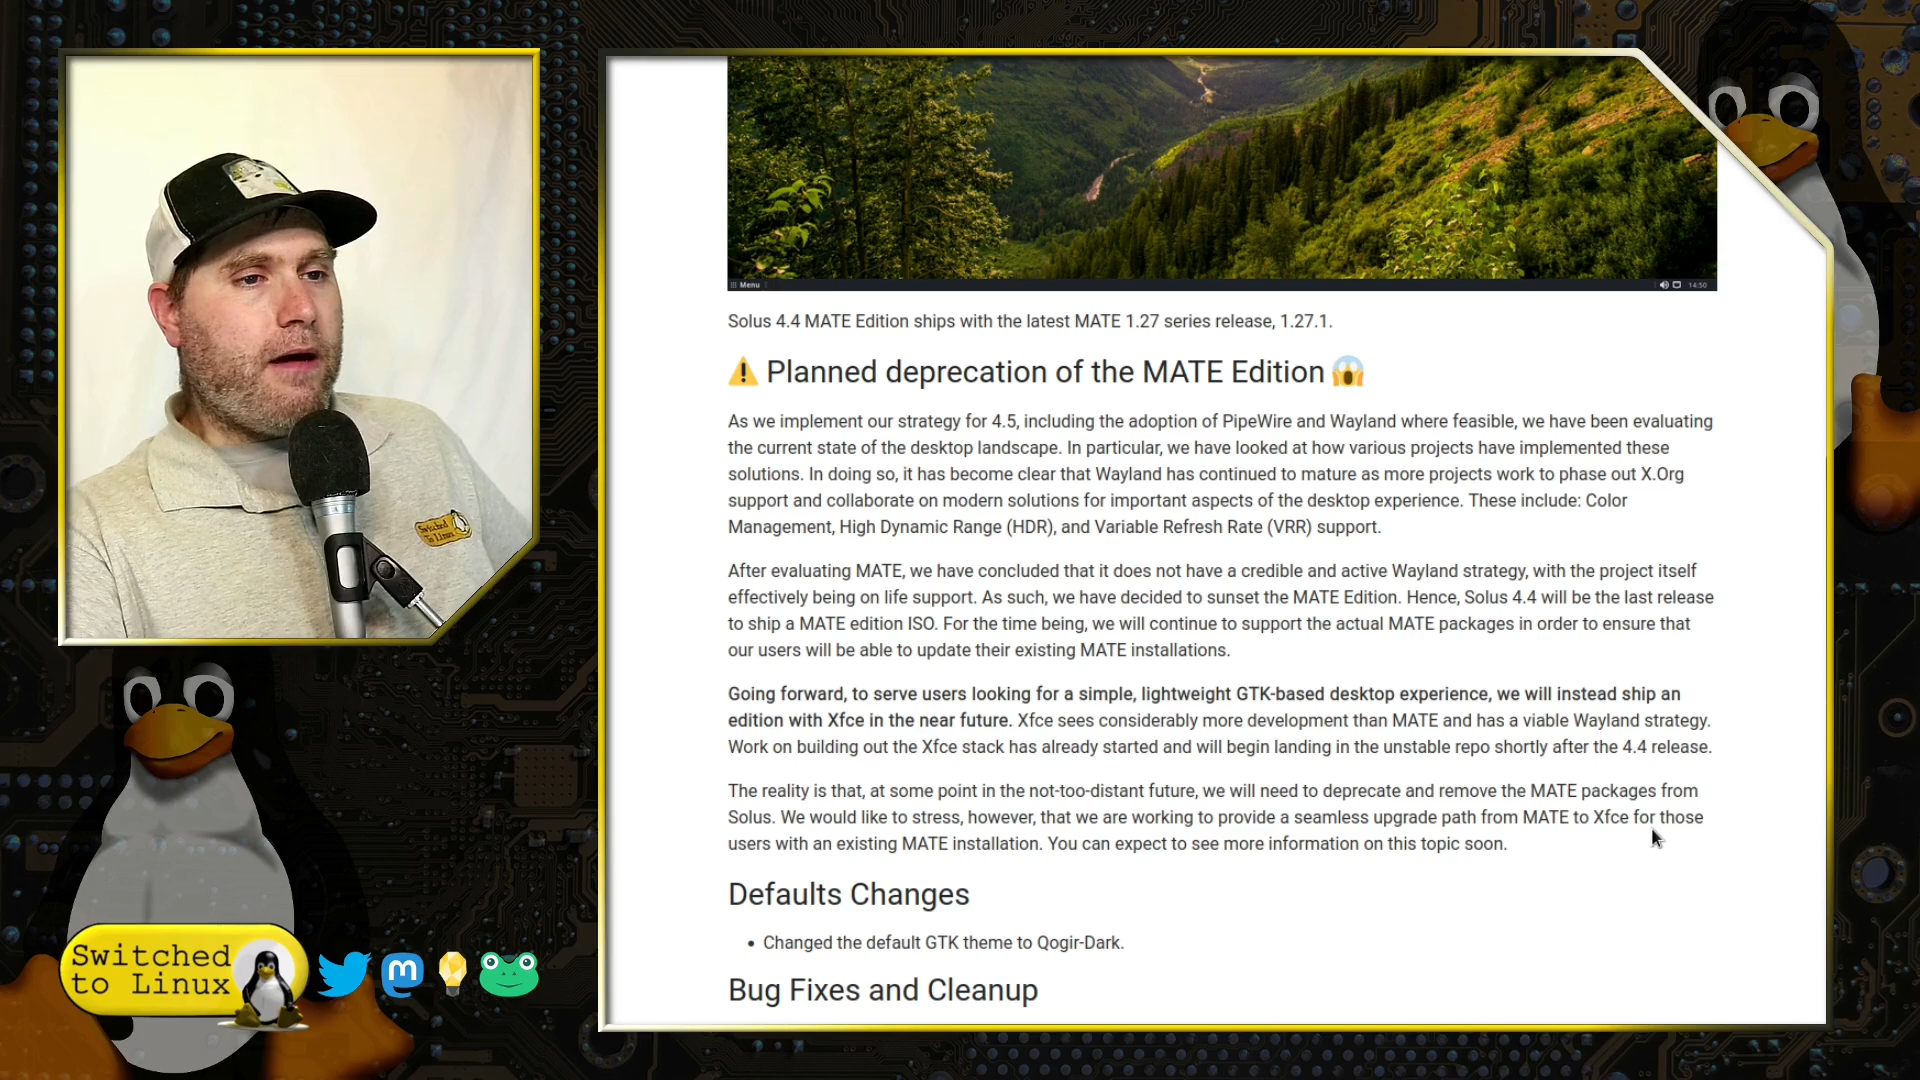 Menu
14:50
Solus 4.4 MATE Edition ships with the latest MATE 1.27 series release, 1.27.1.
Planned deprecation of the MATE Edition
As we implement our strategy for 4.5, including the adoption of PipeWire and Wayland where feasible, we have been evaluating
the current state of the desktop landscape. In particular, we have looked at how various projects have implemented these
solutions. In doing so, it has become clear that Wayland has continued to mature as more projects work to phase out X.Org
support and collaborate on modern solutions for important aspects of the desktop experience. These include: Color
Management, High Dynamic Range (HDR), and Variable Refresh Rate (VRR) support.
After evaluating MATE, we have concluded that it does not have a credible and active Wayland strategy, with the project itself
effectively being on life support. As such, we have decided to sunset the MATE Edition. Hence, Solus 4.4 will be the last release
to ship a MATE edition ISO. For the time being, we will continue to support the actual MATE packages in order to ensure that
our users will be able to update their existing MATE installations.
Going forward, to serve users looking for a simple, lightweight GTK-based desktop experience, we will instead ship an
edition with Xfce in the near future. Xfce sees considerably more development than MATE and has a viable Wayland strategy.
Work on building out the Xfce stack has already started and will begin landing in the unstable repo shortly after the 4.4 release.
The reality is that, at some point in the not-too-distant future, we will need to deprecate and remove the MATE packages from
Solus. We would like to stress, however, that we are working to provide a seamless upgrade path from MATE to Xfce for those
users with an existing MATE installation. You can expect to see more information on this topic soon.
Defaults Changes
• Changed the default GTK theme to Qogir-Dark.
Bug Fixes and Cleanup
Switched
To Linux
Switched
to Linux
m